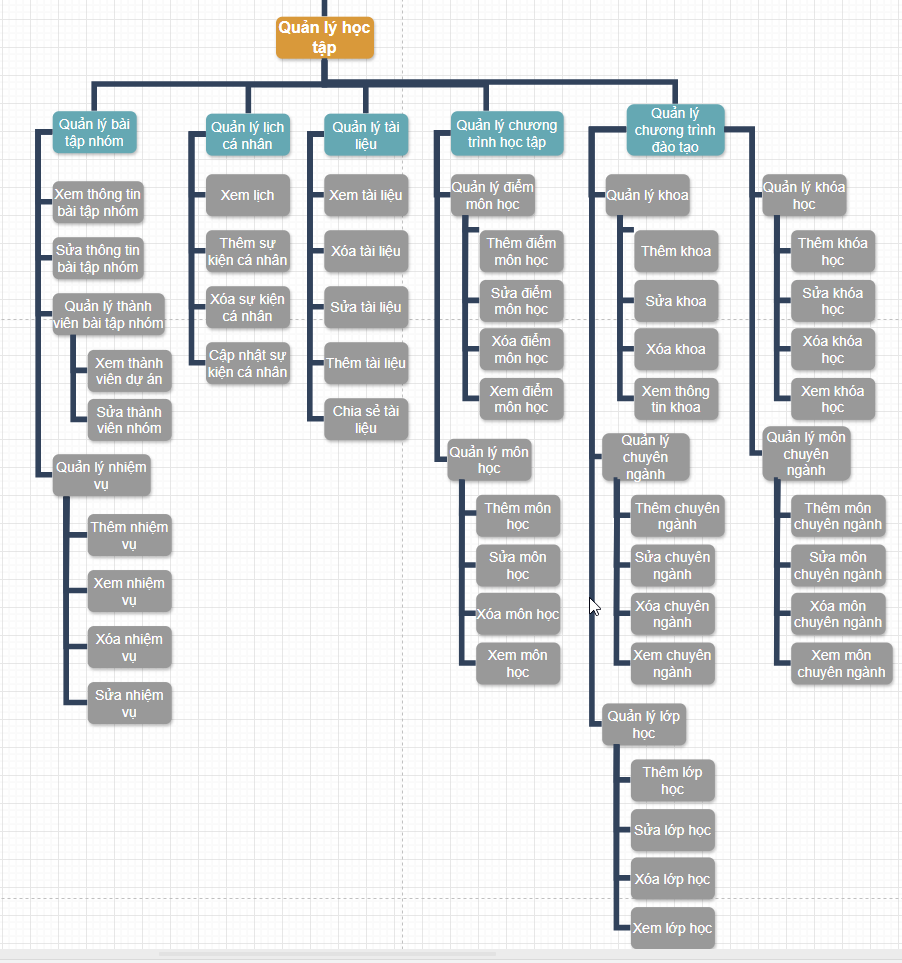 Quản lý học
tập
Quản lý bài
tập nhóm
Xem thông tin
bài tập nhóm
Sửa thông tin
bài tập nhóm
Quản lý thành
viên bài tập nhóm
Xem thành
viên dự án
Sửa thành
viên nhóm
Quản lý nhiệm
vụ
Thêm nhiệm
vụ
Xem nhiệm
vụ
Xóa nhiệm
vụ
Sửa nhiệm
vụ
Quản lý lịch
cá nhân
Xem lịch
Thêm sự
kiện cá nhân
Xóa sự kiện
cá nhân
Cập nhật sự
kiện cá nhân
Quản lý tài
liệu
Xem tài liệu
Xóa tài liệu
Sửa tài liệu
Thêm tài liệu
Chia sẻ tài
liệu
Quản lý chương
trình học tập
Quản lý điểm
môn học
Thêm điểm
môn học
Sửa điểm
môn học
Xóa điểm
môn học
Xem điểm
môn học
Quản lý môn
học
Thêm môn
học
Sửa môn
học
Xóa môn học
Xem môn
học
Quản lý
chương trình
đào tạo
Quản lý khoa
Thêm khoa
Sửa khoa
Xóa khoa
Xem thông
tin khoa
Quản lý
chuyên
ngành
Thêm chuyên
ngành
Sửa chuyên
ngành
Xóa chuyên
ngành
Xem chuyên
ngành
Quản lý lớp
học
Thêm lớp
học
Sửa lớp học
Xóa lớp học
Xem lớp học
Quản lý khóa
học
Thêm khóa
học
Sửa khóa
học
Xóa khóa
học
Xem khóa
học
Quản lý môn
chuyên
ngành
Thêm môn
chuyên ngành
Sửa môn
chuyên ngành
Xóa môn
chuyên ngành
Xem môn
chuyên ngành